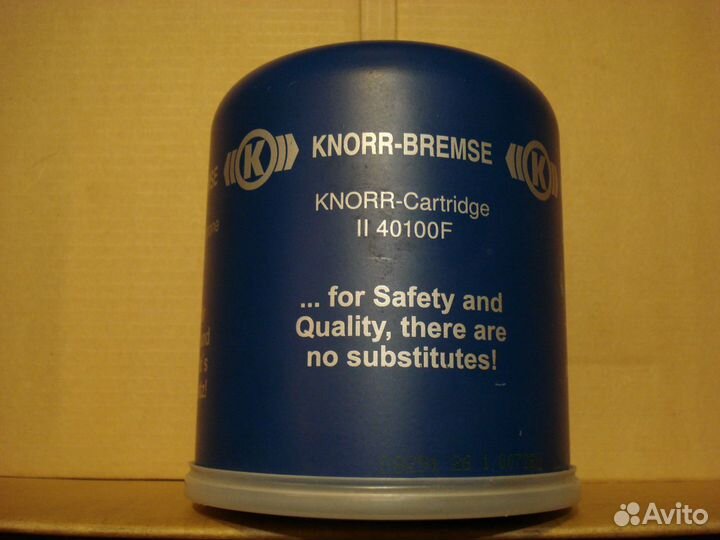 KNORR-BREMSE
KNORR-Cartridge
II 40100F
... for Safety and
Quality, there are
no substitutes!
K
K
Avito